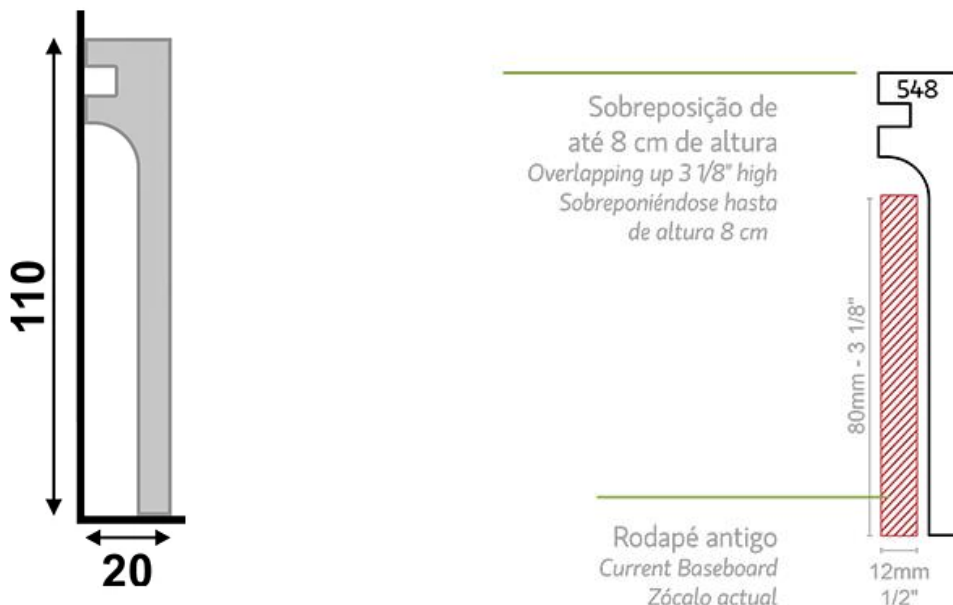 110
20
548
Sobreposição de
até 8 cm de altura
Overlapping up 3 1/8" high
Sobreponiéndose hasta
de altura 8 cm
80mm - 3 1/8"
Rodapé antigo
Current Baseboard
Zócalo actual
12mm
1/2"